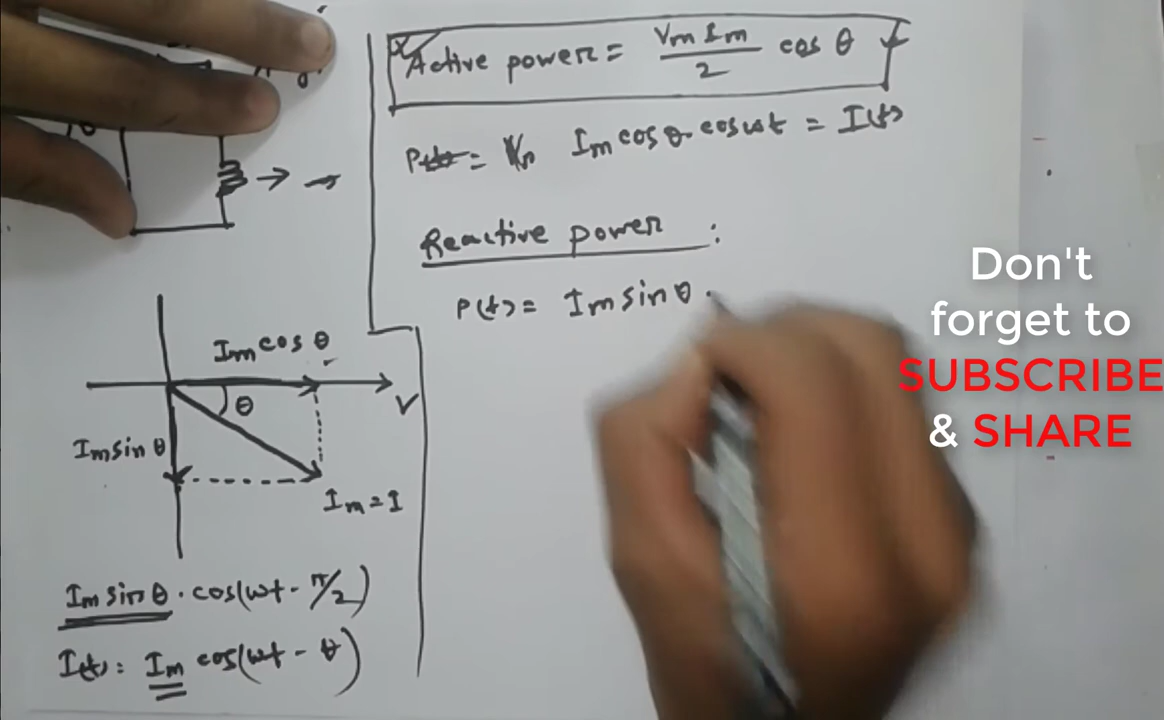 Active power = Vm Im / 2 cos θ
P(t) = Vm Im cos θ cos ωt = I(t)
Reactive power :
P(t) = Im sin θ .
Im cos θ
θ
V
Im sin θ
Im = I
Im sin θ . cos(ωt - π/2)
I(t) = Im cos(ωt - θ)
Don't
forget to
SUBSCRIBE
& SHARE